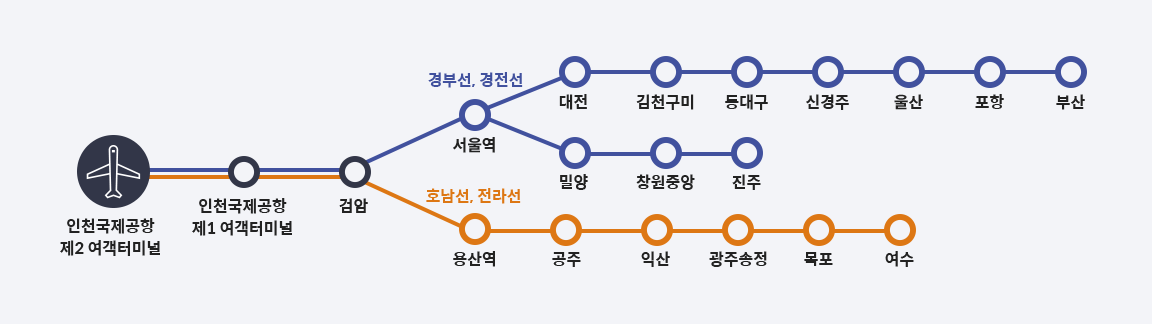 경부선, 경전선
대전
김천구미
동대구
신경주
울산
포항
부산
서울역
밀양
창원중앙
진주
인천국제공항
제2 여객터미널
인천국제공항
제1 여객터미널
검암
호남선, 전라선
용산역
공주
익산
광주송정
목포
여수